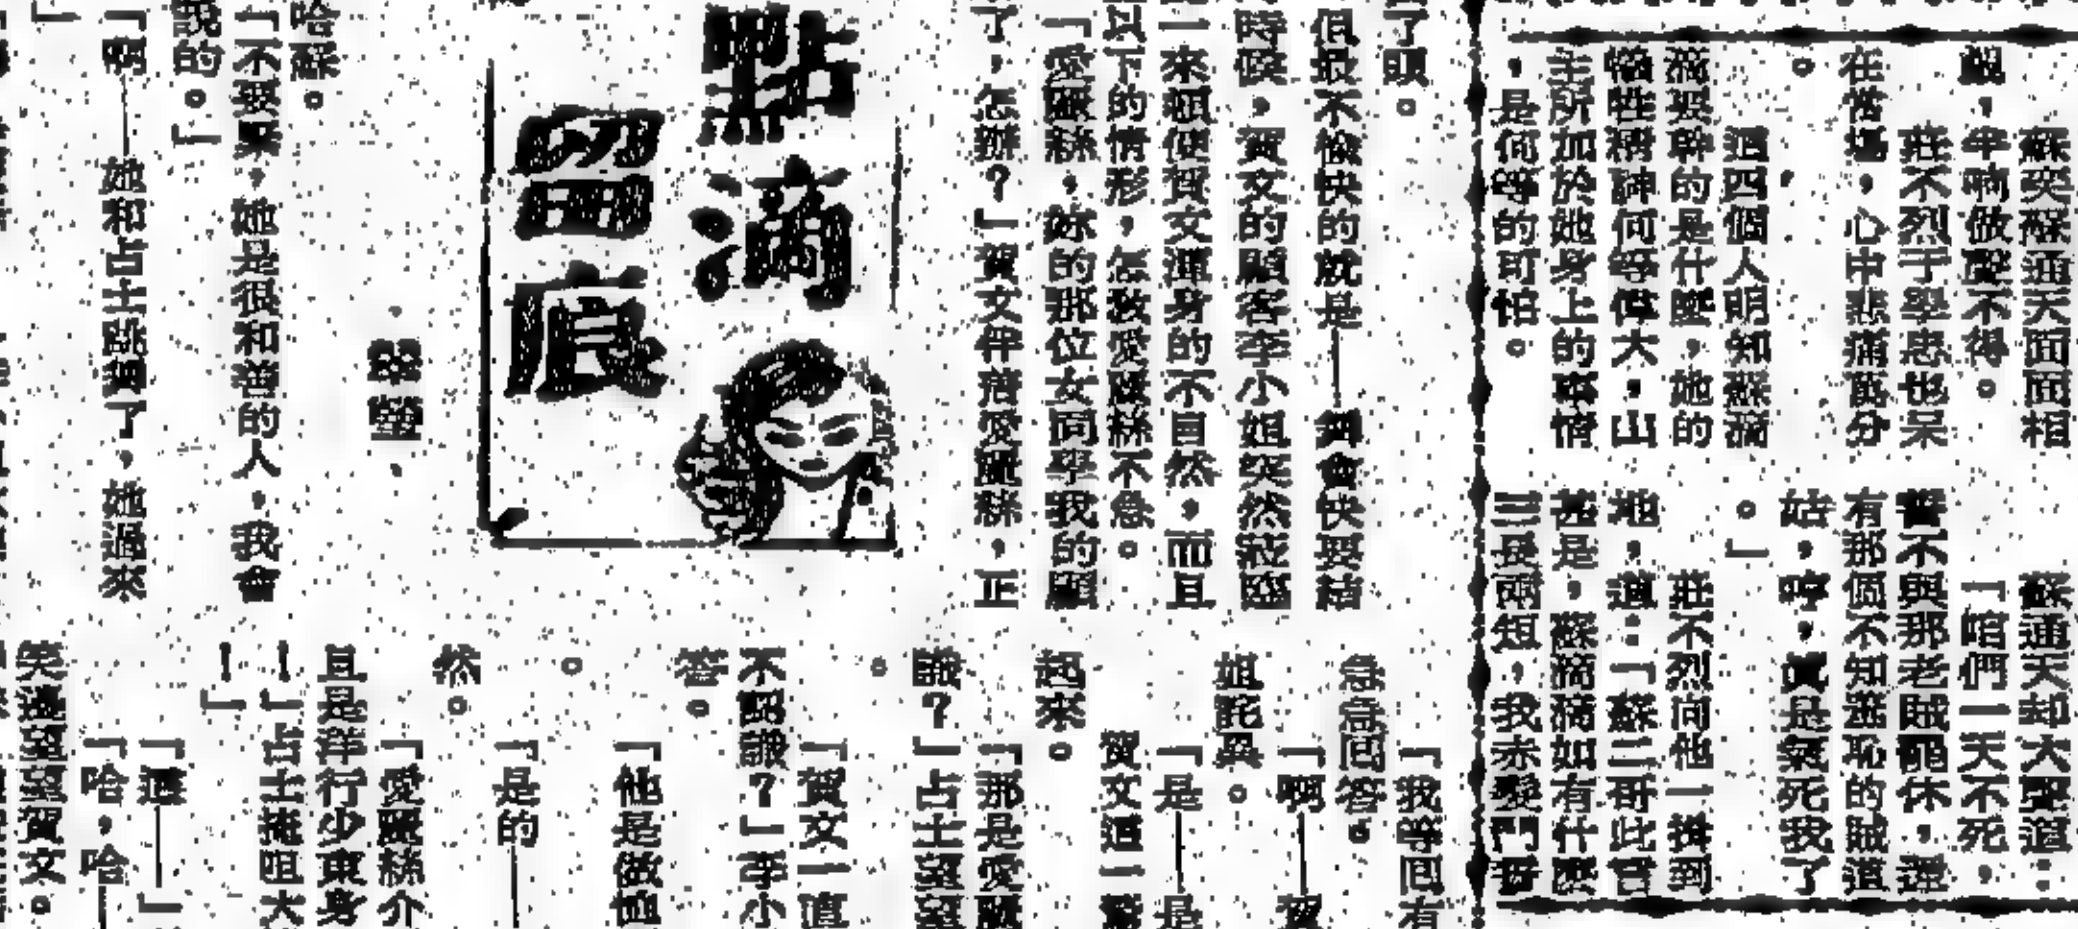 蘇突蘇通天面面相
覷，半晌做聲不得。
莊不烈于學忠也呆
在當場，心中悲痛萬分
。
這四個人明知蘇滴
滴要幹的是什麼，她的
犧牲精神何等偉大，山
主所加於她身上的事情
，是何等的可怕。
蘇通天却大聲道：
「咱們一天不死，
誓不與那老賊罷休，還
有那個不知羞恥的賊道
姑，哼，真是氣死我了
。」
莊不烈向他一揖到
地，道：「蘇二哥此言
甚是，蘇滴滴如有什麼
三長兩短，我赤髮門誓
了眼。
但最不愉快的就是——舞會快要結
時候，賀文的顧客李小姐突然蒞臨
一來頓使賀文渾身的不自然，而且
以下的情形，怎教愛麗絲不急。
「愛麗絲，妳的那位女同學我的顧
了，怎辦？」賀文伴著愛麗絲，正
點滴
留痕
哈蘇。
「不要緊，她是很和善的人，我會
說的。」
「啊——她和占士跳舞了，她過來
「我等囘有
急急囘答。
「啊——
姐詫異。
「是——是
賀文這一
起來。
「那是愛麗
識？」占士望望
。
「賀文一直
不認識？」李小
答。
「他是做
。
「是的——
然。
「愛麗絲介
且是洋行少東身
！」占士掩咀大
！」
「這——」
「哈，哈——
笑着望望賀文。